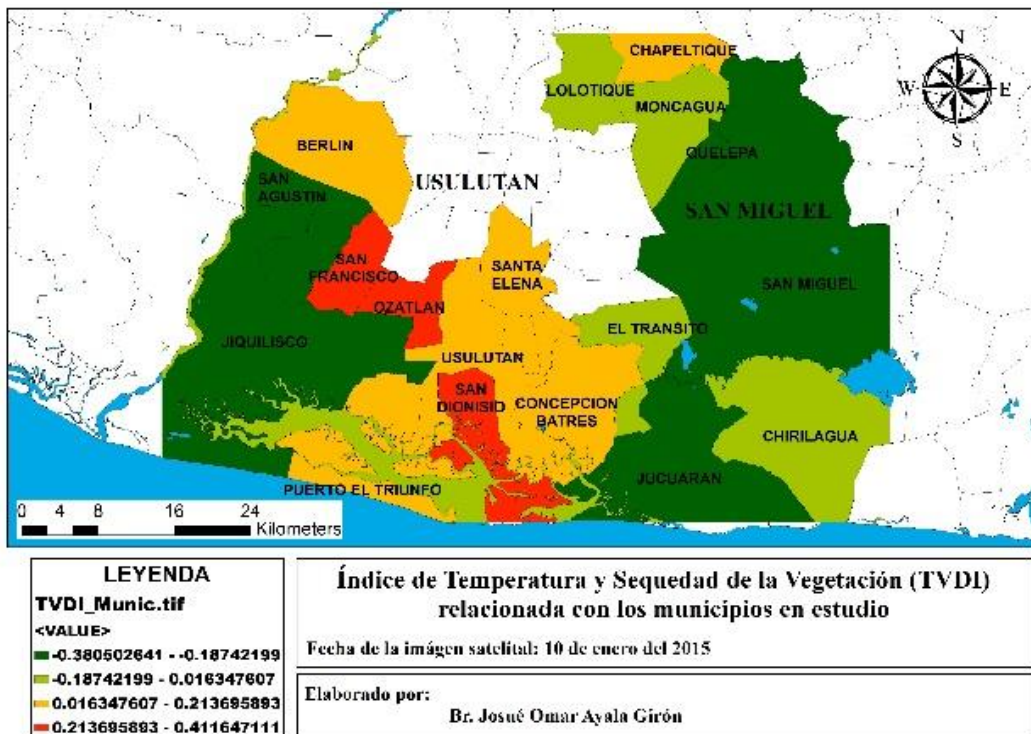 CHAPELTIQUE
LOLOTIQUE
MONCAGUA
N
W
E
S
BERLIN
QUELEPA
SAN
AGUSTIN
USULUTAN
SAN MIGUEL
SAN
FRANCISCO
SANTA
ELENA
SAN MIGUEL
OZATLAN
EL TRANSITO
JIQUILISCO
USULUTAN
SAN
DIONISIO
CONCEPCION
BATRES
CHIRILAGUA
JUCUARAN
PUERTO EL TRIUNFO
0 4 8 16 24
Kilometers
LEYENDA
TVDI_Munic.tif
<VALUE>
-0.380502641 - -0.18742199
-0.18742199 - 0.016347607
0.016347607 - 0.213695893
0.213695893 - 0.411647111
Índice de Temperatura y Sequedad de la Vegetación (TVDI)
relacionada con los municipios en estudio
Fecha de la imágen satelital: 10 de enero del 2015
Elaborado por:
Br. Josué Omar Ayala Girón